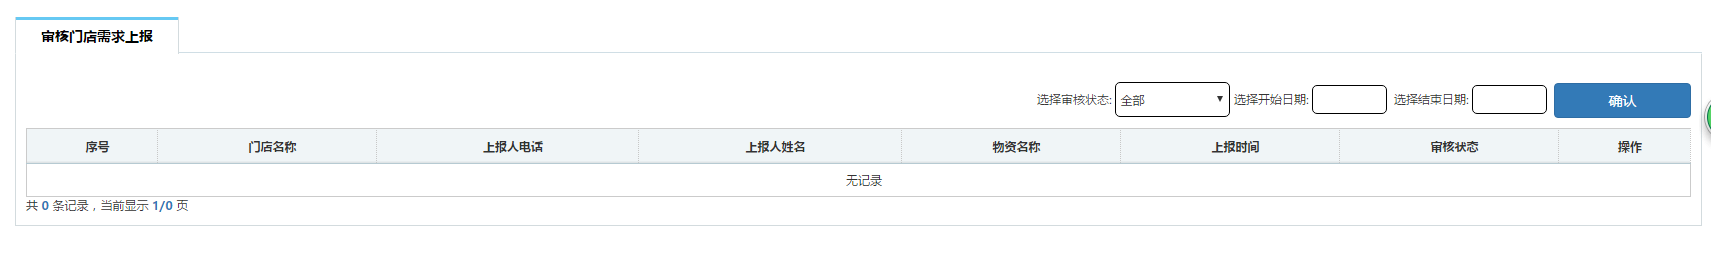 审核门店需求上报
选择审核状态: 全部 选择开始日期: 选择结束日期: 确认
序号 门店名称 上报人电话 上报人姓名 物资名称 上报时间 审核状态 操作
无记录
共 0 条记录，当前显示 1/0 页